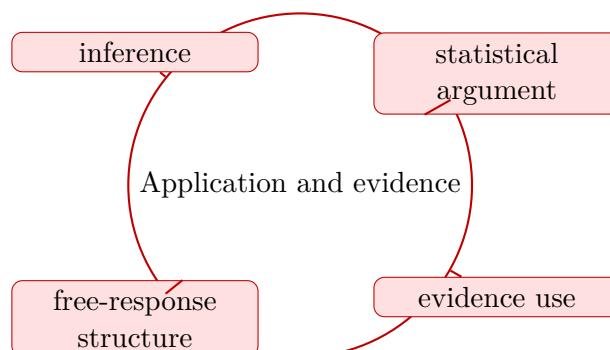 inference
statistical
argument
Application and evidence
free-response
structure
evidence use